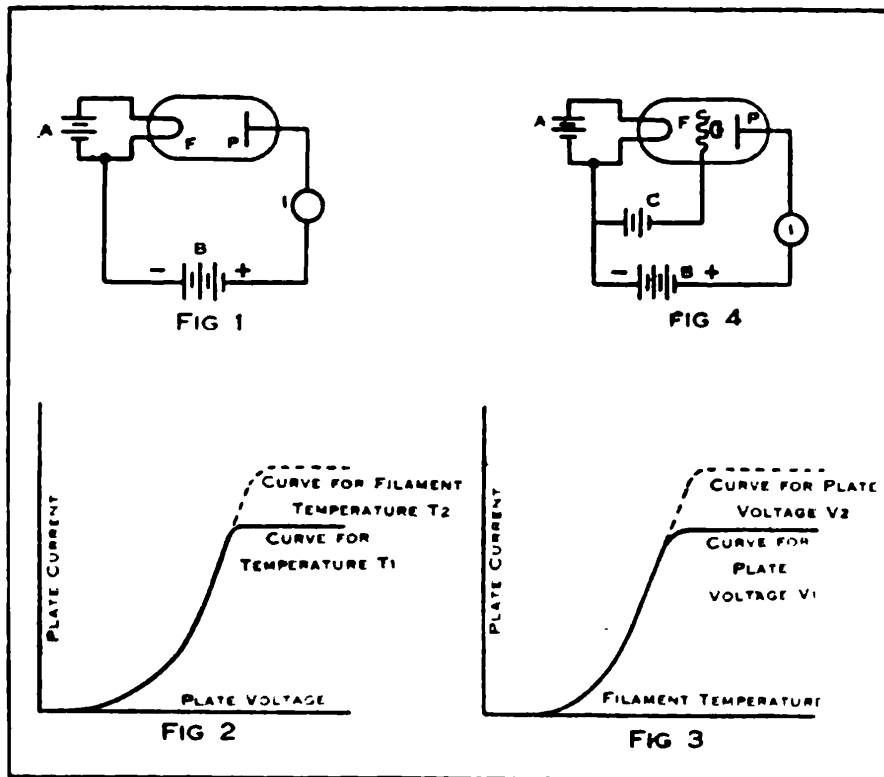 A
F
P
I
B
- +
FIG 1
A
F
G
P
C
I
- B +
FIG 4
PLATE CURRENT
CURVE FOR FILAMENT
TEMPERATURE T2
CURVE FOR
TEMPERATURE T1
PLATE VOLTAGE
FIG 2
PLATE CURRENT
CURVE FOR PLATE
VOLTAGE V2
CURVE FOR
PLATE
VOLTAGE V1
FILAMENT TEMPERATURE
FIG 3